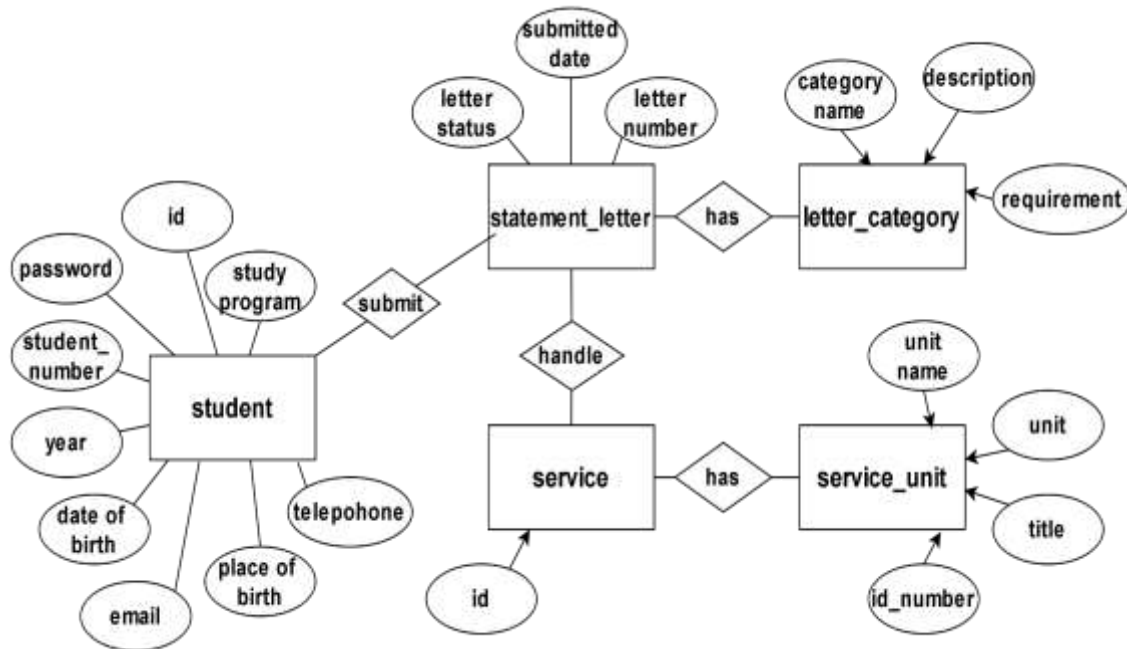 submitted
date
category
name
description
letter
status
letter
number
id
statement_letter
has
letter_category
requirement
password
study
program
submit
student_
number
handle
unit
name
student
year
unit
service
has
service_unit
date of
birth
telepohone
title
place of
birth
email
id
id_number